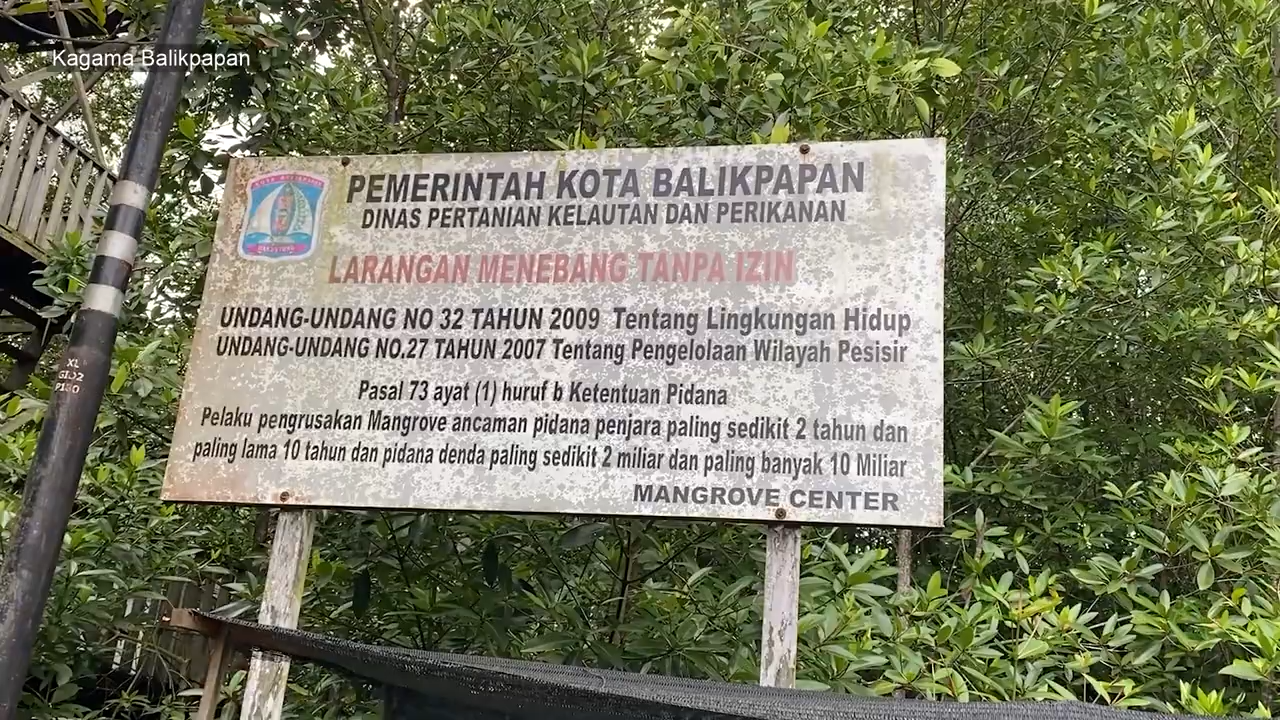 Kagama Balikpapan
PEMERINTAH KOTA BALIKPAPAN
DINAS PERTANIAN KELAUTAN DAN PERIKANAN
LARANGAN MENEBANG TANPA IZIN
UNDANG-UNDANG NO 32 TAHUN 2009 Tentang Lingkungan Hidup
UNDANG-UNDANG NO.27 TAHUN 2007 Tentang Pengelolaan Wilayah Pesisir
Pasal 73 ayat (1) huruf b Ketentuan Pidana
Pelaku pengrusakan Mangrove ancaman pidana penjara paling sedikit 2 tahun dan
paling lama 10 tahun dan pidana denda paling sedikit 2 miliar dan paling banyak 10 Miliar
MANGROVE CENTER
XL